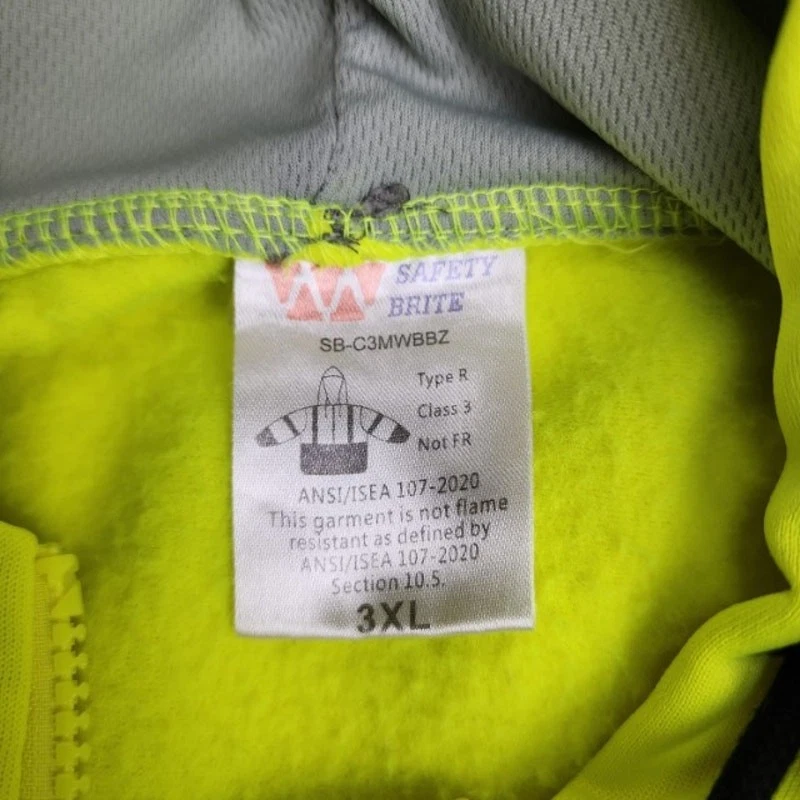 SAFETY
BRITE
SB-C3MWBBZ
Type R
Class 3
Not FR
ANSI/ISEA 107-2020
This garment is not flame
resistant as defined by
ANSI/ISEA 107-2020
Section 10.5.
3XL